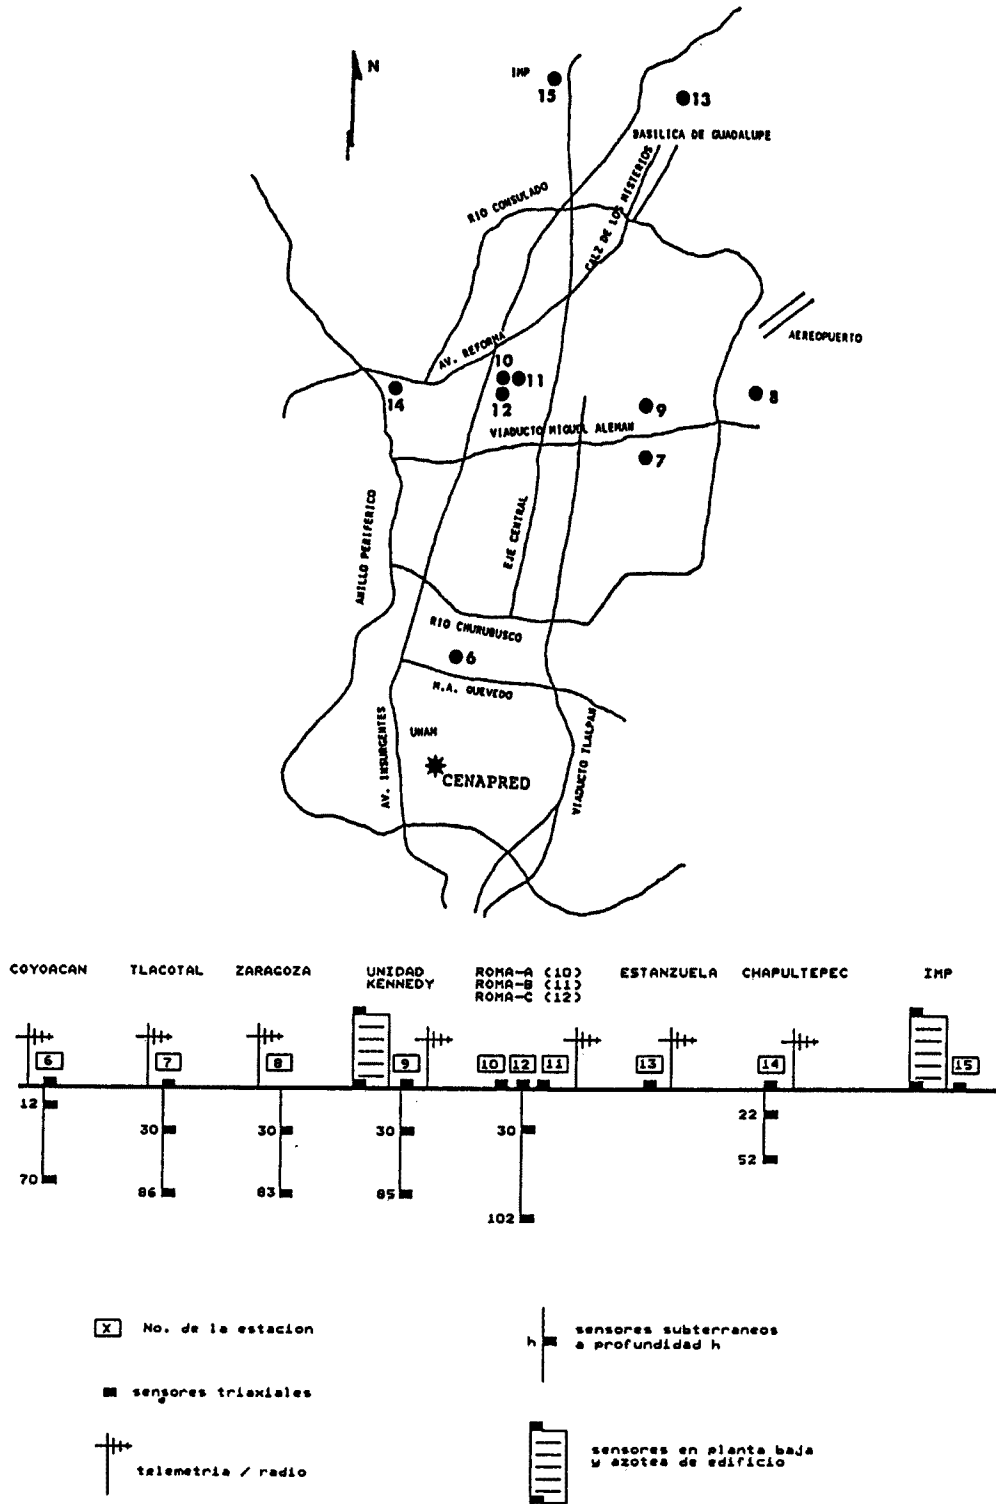 N
IMP
15
13
BASILICA DE GUADALUPE
RIO CONSULADO
CALZ DE LOS MISTERIOS
AEREOPUERTO
AV. REFORMA
10
11
12
14
8
9
VIADUCTO MIGUEL ALEMAN
7
ANILLO PERIFERICO
EJE CENTRAL
RIO CHURUBUSCO
6
M.A. QUEVEDO
AV. INSURGENTES
UNAM
VIADUCTO TLALPAN
CENAPRED
COYOACAN TLACOTAL ZARAGOZA UNIDAD KENNEDY ROMA-A (10) ROMA-B (11) ROMA-C (12) ESTANZUELA CHAPULTEPEC IMP
6 7 8 9 10 12 11 13 14 15
12
30 30 30 30 22
70 86 83 85 52
102
X No. de la estacion
h sensores subterraneos
a profundidad h
sensores triaxiales
telemetria / radio
sensores en planta baja
y azotea de edificio